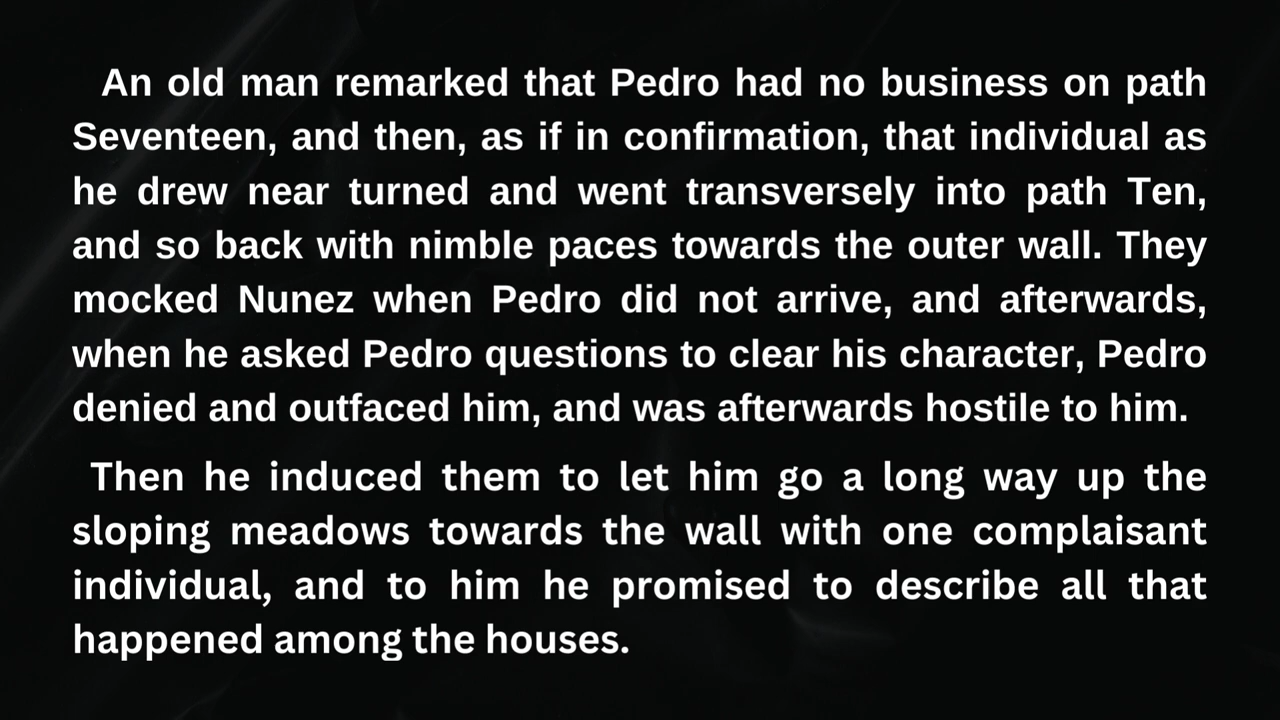 An old man remarked that Pedro had no business on path
Seventeen, and then, as if in confirmation, that individual as
he drew near turned and went transversely into path Ten,
and so back with nimble paces towards the outer wall. They
mocked Nunez when Pedro did not arrive, and afterwards,
when he asked Pedro questions to clear his character, Pedro
denied and outfaced him, and was afterwards hostile to him.
Then he induced them to let him go a long way up the
sloping meadows towards the wall with one complaisant
individual, and to him he promised to describe all that
happened among the houses.